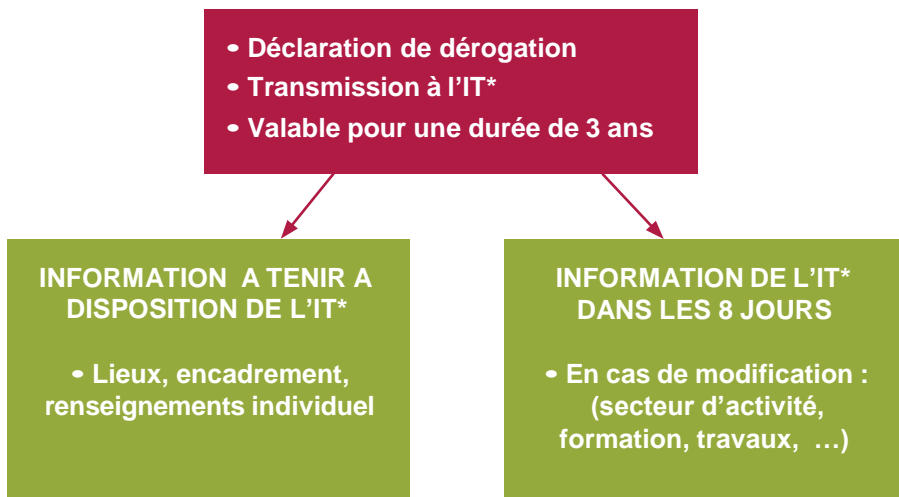 • Déclaration de dérogation
• Transmission à l’IT*
• Valable pour une durée de 3 ans
INFORMATION A TENIR A
DISPOSITION DE L’IT*
• Lieux, encadrement,
renseignements individuel
INFORMATION DE L’IT*
DANS LES 8 JOURS
• En cas de modification :
(secteur d’activité,
formation, travaux, …)